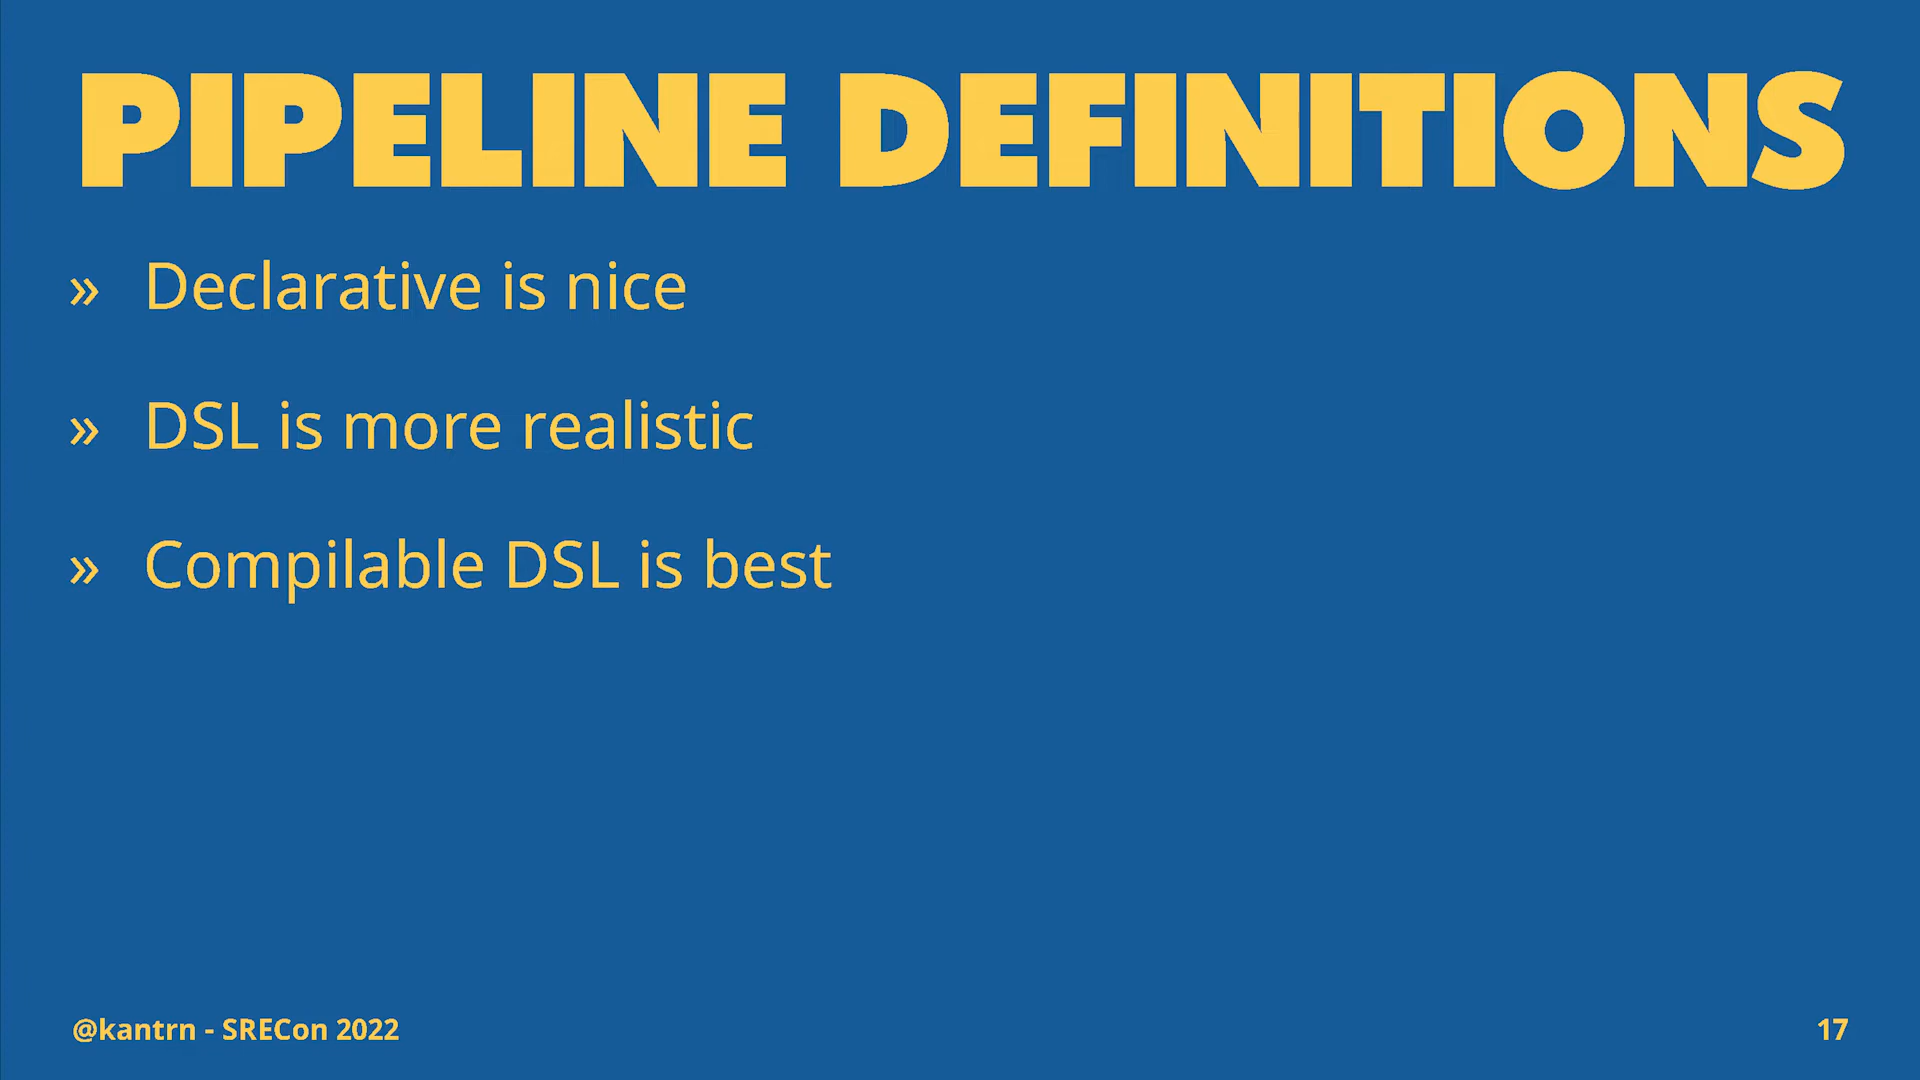 PIPELINE DEFINITIONS
» Declarative is nice
» DSL is more realistic
» Compilable DSL is best
@kantrn - SRECon 2022
17